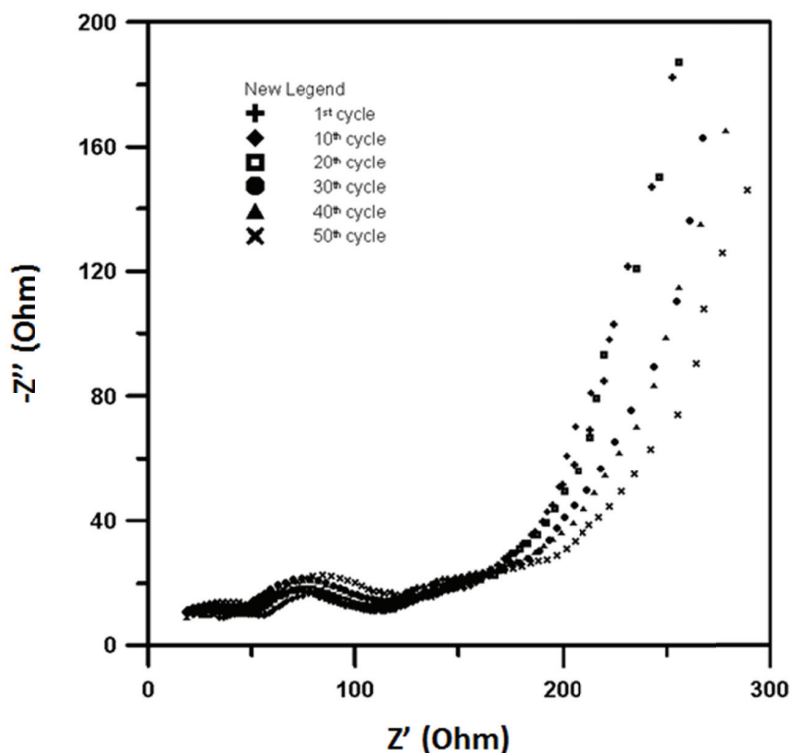 200
160
120
80
40
0
-Z'' (Ohm)
New Legend
1st cycle
10th cycle
20th cycle
30th cycle
40th cycle
50th cycle
0
100
200
300
Z' (Ohm)